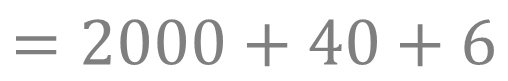 = 2000 + 40 + 6